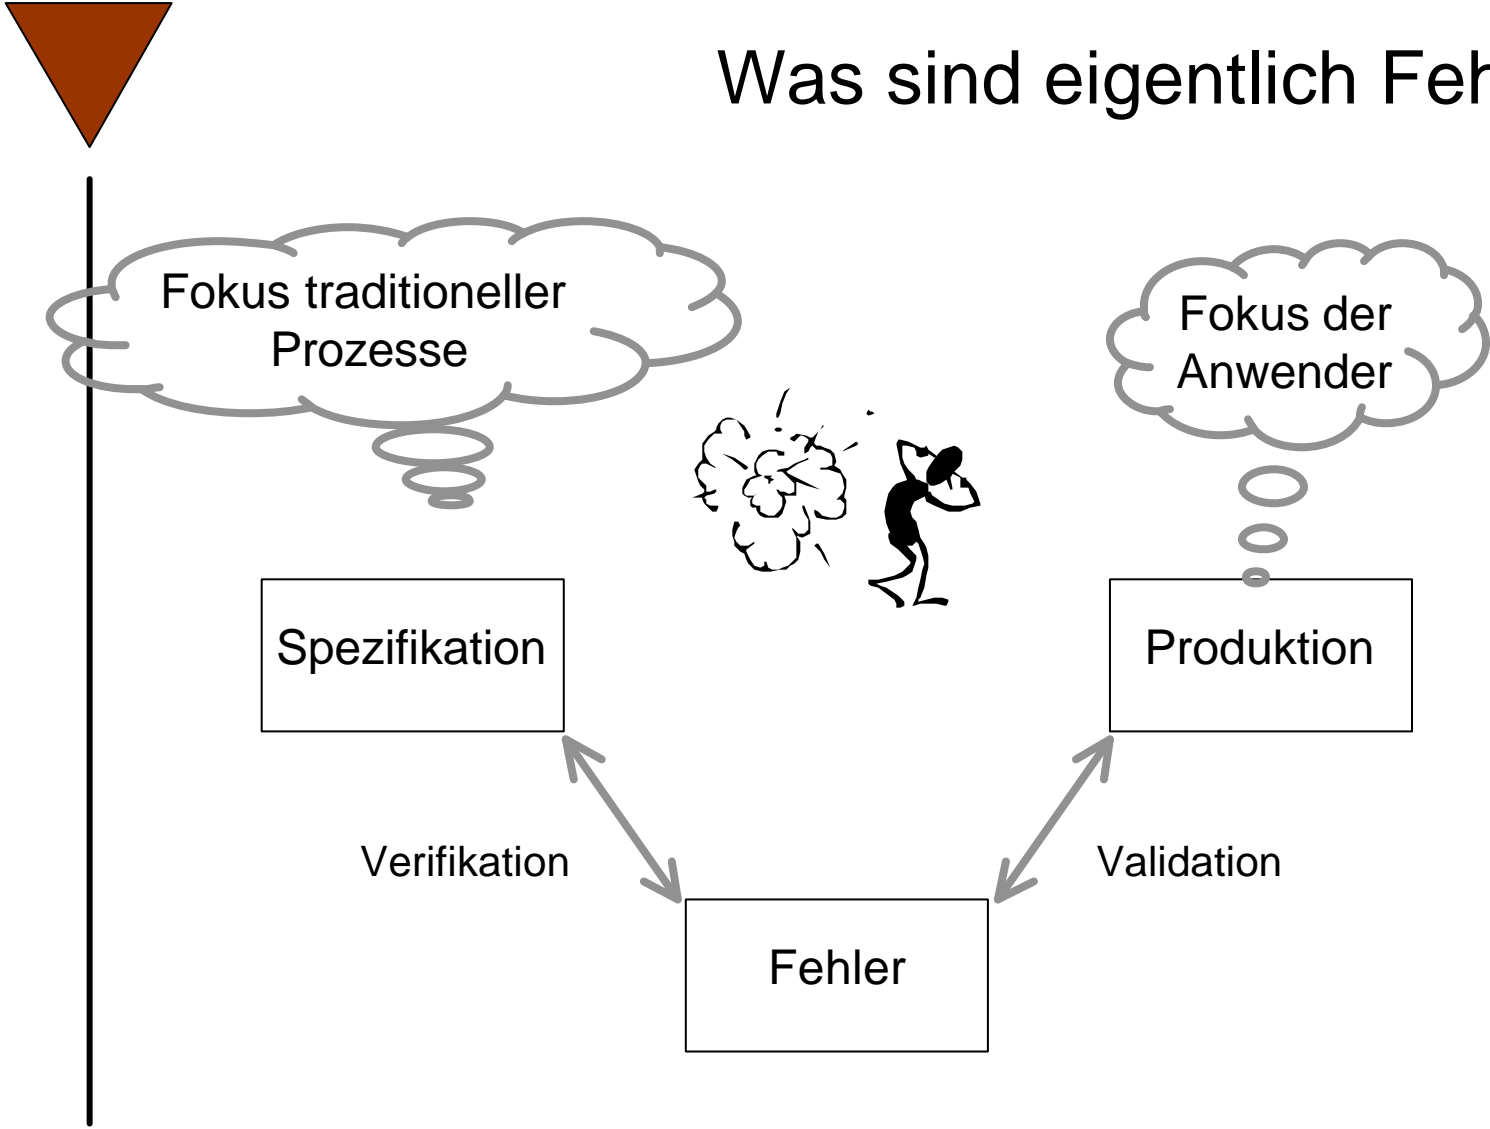 Was sind eigentlich Feh
Fokus traditioneller
Prozesse
Fokus der
Anwender
Spezifikation
Produktion
Verifikation
Validation
Fehler